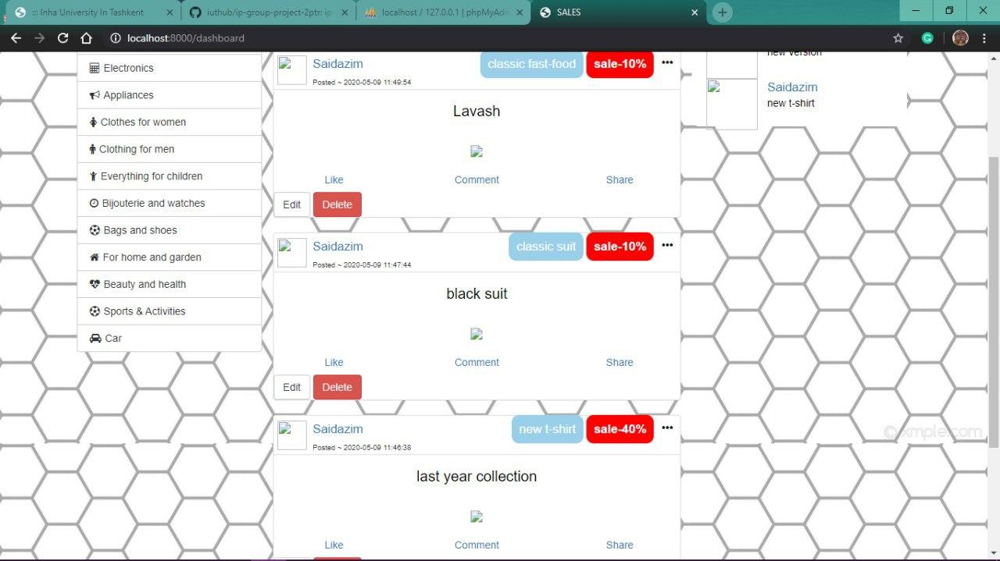 ::: Inha University In Tashkent
iuthub/ip-group-project-2ptn: ip-
localhost / 127.0.0.1 | phpMyAdm
SALES
localhost:8000/dashboard
Electronics
Appliances
Clothes for women
Clothing for men
Everything for children
Bijouterie and watches
Bags and shoes
For home and garden
Beauty and health
Sports & Activities
Car
Saidazim
classic fast-food
sale-10%
Posted ~ 2020-05-09 11:49:54
Lavash
Like Comment Share
Edit Delete
Saidazim
classic suit
sale-10%
Posted ~ 2020-05-09 11:47:44
black suit
Like Comment Share
Edit Delete
Saidazim
new t-shirt
sale-40%
Posted ~ 2020-05-09 11:46:38
last year collection
Like Comment Share
new version
Saidazim
new t-shirt
© xmple.com